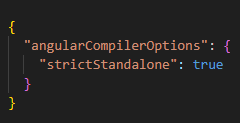 {
  "angularCompilerOptions": {
    "strictStandalone": true
  }
}